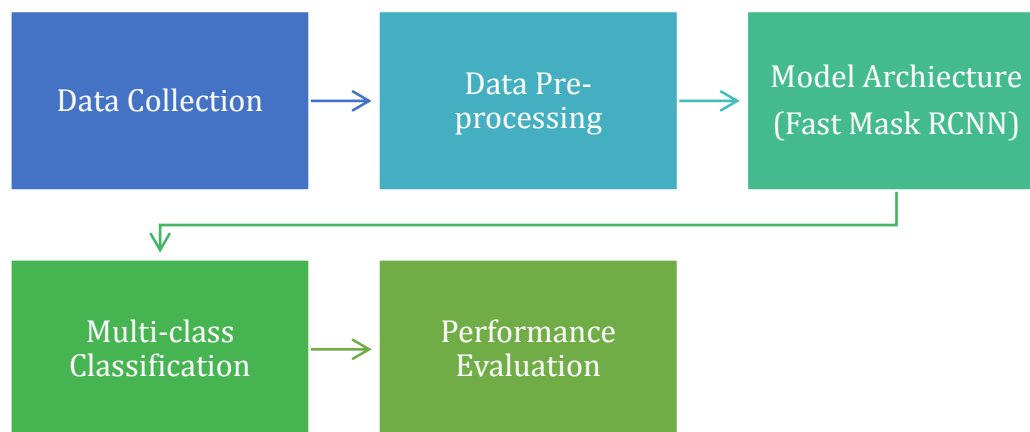 Data Collection
Data Pre-
processing
Model Archiecture
(Fast Mask RCNN)
Multi-class
Classification
Performance
Evaluation